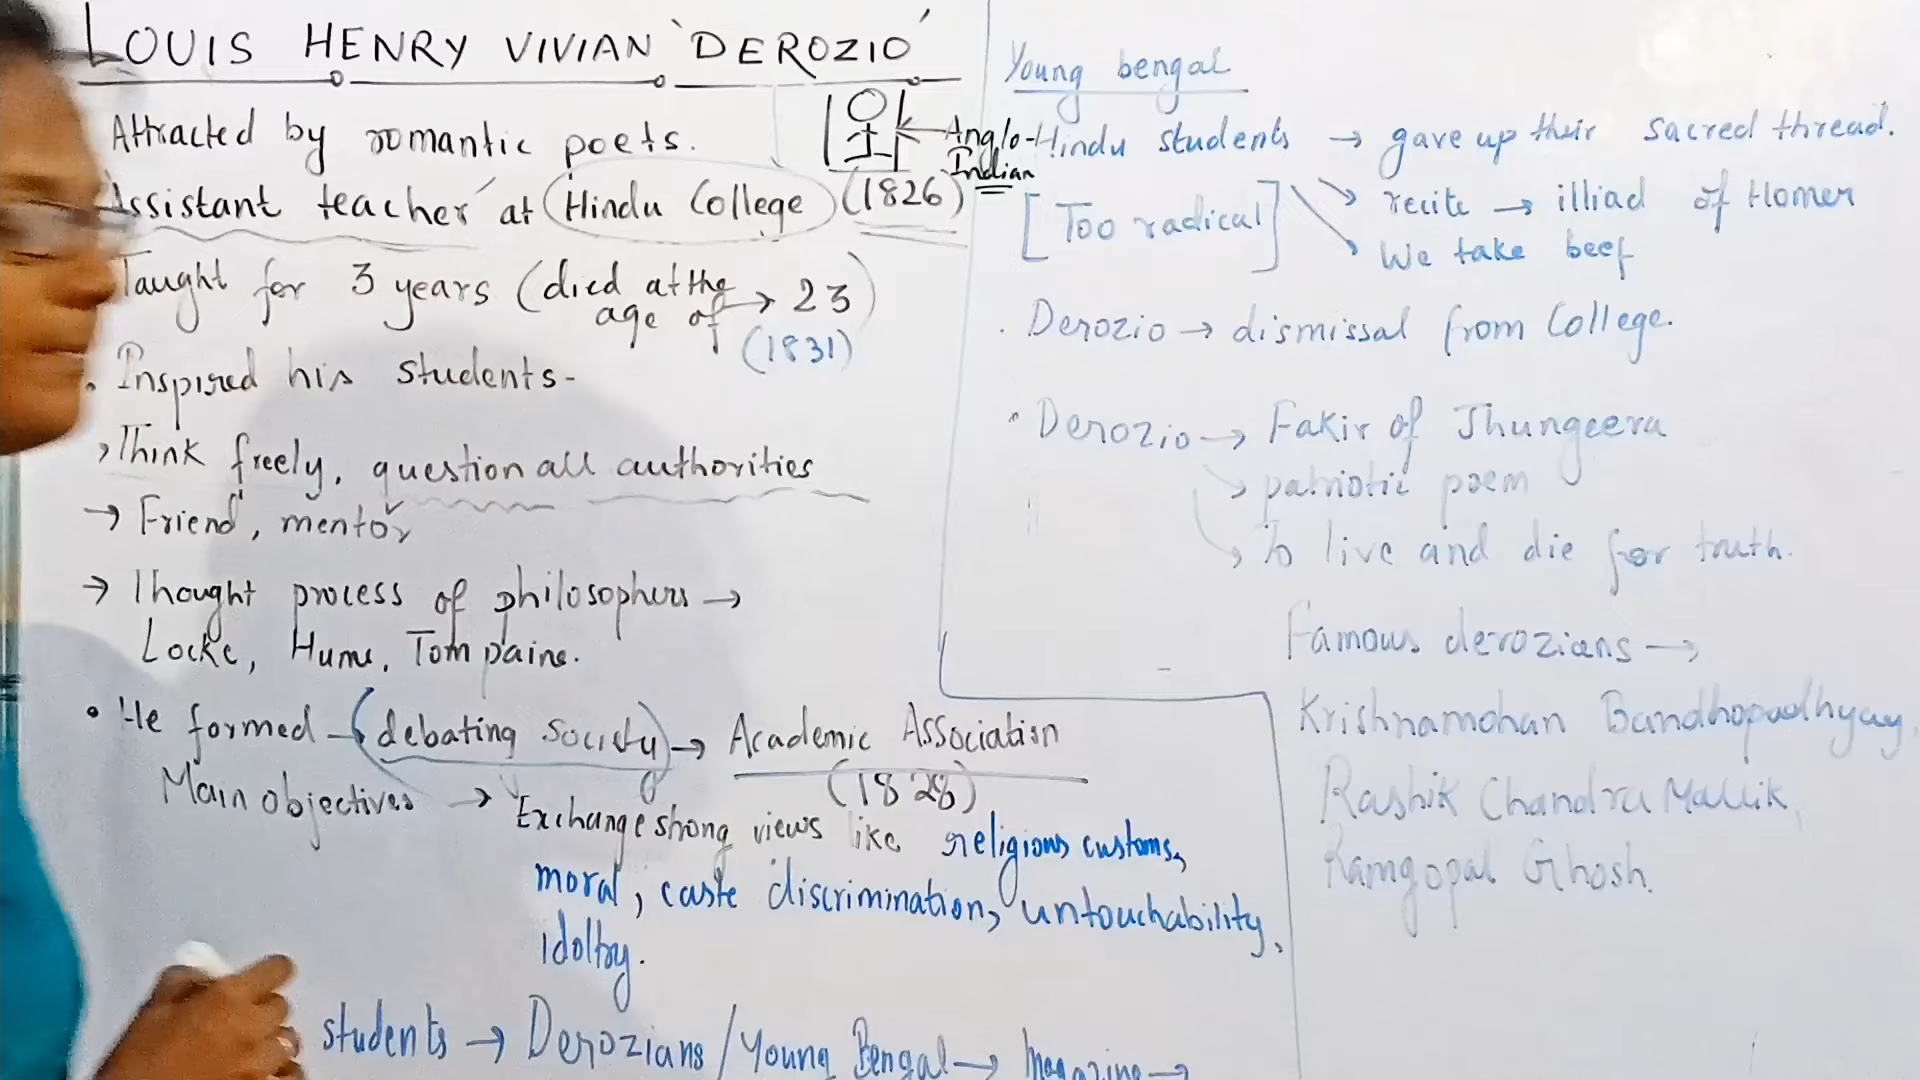 LOUIS HENRY VIVIAN 'DEROZIO'
Attracted by romantic poets.
Anglo-Indian
Assistant teacher at Hindu College (1826)
Taught for 3 years (died at the age of → 23)
(1831)
• Inspired his students-
→ Think freely, question all authorities
→ Friend, mentor
→ Thought process of philosophers →
Locke, Hume, Tom paine.
• He formed → (debating society) → Academic Association
(1828)
Main objectives → Exchange strong views like religious customs,
moral, caste discrimination, untouchability,
idoltry.
students → Derozians / Young Bengal → Magazine →
Young bengal
Hindu students → gave up their sacred thread.
[Too radical] → recite → illiad of Homer
→ We take beef
. Derozio → dismissal from College.
• Derozio → Fakir of Jhungeera
→ patriotic poem
→ To live and die for truth.
Famous derozians →
Krishnamohan Bandhopadhyay,
Rashik Chandra Mallik,
Ramgopal Ghosh.